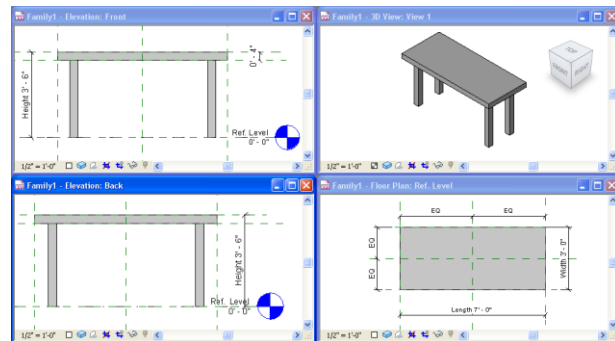 Family1 - Elevation: Front
Height 3' - 6"
0' - 4"
Ref. Level
0' - 0"
1/2" = 1'-0"
Family1 - 3D View: View 1
TOP
FRONT
RIGHT
1/2" = 1'-0"
Family1 - Elevation: Back
Height 3' - 6"
Ref. Level
0' - 0"
1/2" = 1'-0"
Family1 - Floor Plan: Ref. Level
EQ
EQ
EQ
EQ
Width 3' - 0"
Length 7' - 0"
1/2" = 1'-0"